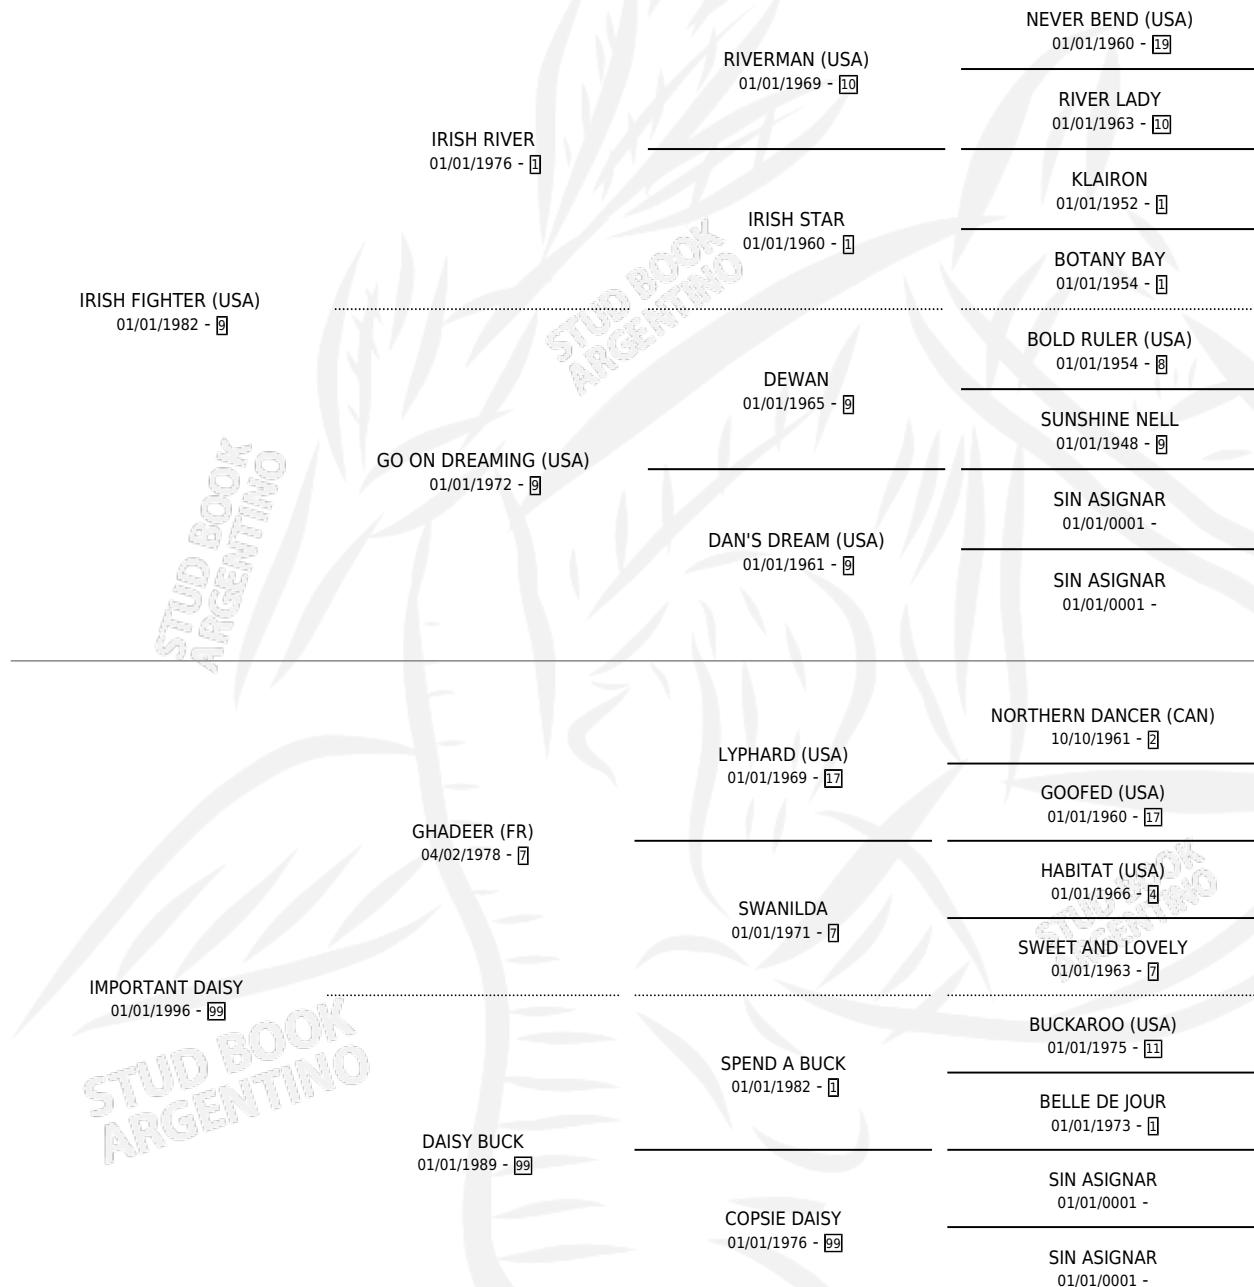 NEVER BEND (USA)
01/01/1960 - 19
RIVERMAN (USA)
01/01/1969 - 10
RIVER LADY
01/01/1963 - 10
IRISH RIVER
01/01/1976 - 1
KLAIRON
01/01/1952 - 1
IRISH STAR
01/01/1960 - 1
BOTANY BAY
01/01/1954 - 1
IRISH FIGHTER (USA)
01/01/1982 - 9
BOLD RULER (USA)
01/01/1954 - 8
DEWAN
01/01/1965 - 9
SUNSHINE NELL
01/01/1948 - 9
GO ON DREAMING (USA)
01/01/1972 - 9
SIN ASIGNAR
01/01/0001 -
DAN'S DREAM (USA)
01/01/1961 - 9
SIN ASIGNAR
01/01/0001 -
NORTHERN DANCER (CAN)
10/10/1961 - 2
LYPHARD (USA)
01/01/1969 - 17
GOOFED (USA)
01/01/1960 - 17
GHADEER (FR)
04/02/1978 - 7
HABITAT (USA)
01/01/1966 - 4
SWANILDA
01/01/1971 - 7
SWEET AND LOVELY
01/01/1963 - 7
IMPORTANT DAISY
01/01/1996 - 99
BUCKAROO (USA)
01/01/1975 - 11
SPEND A BUCK
01/01/1982 - 1
BELLE DE JOUR
01/01/1973 - 1
DAISY BUCK
01/01/1989 - 99
SIN ASIGNAR
01/01/0001 -
COPSIE DAISY
01/01/1976 - 99
SIN ASIGNAR
01/01/0001 -
STUD BOOK
ARGENTINO
STUD BOOK
ARGENTINO
STUD BOOK
ARGENTINO
STUD BOOK
ARGENTINO